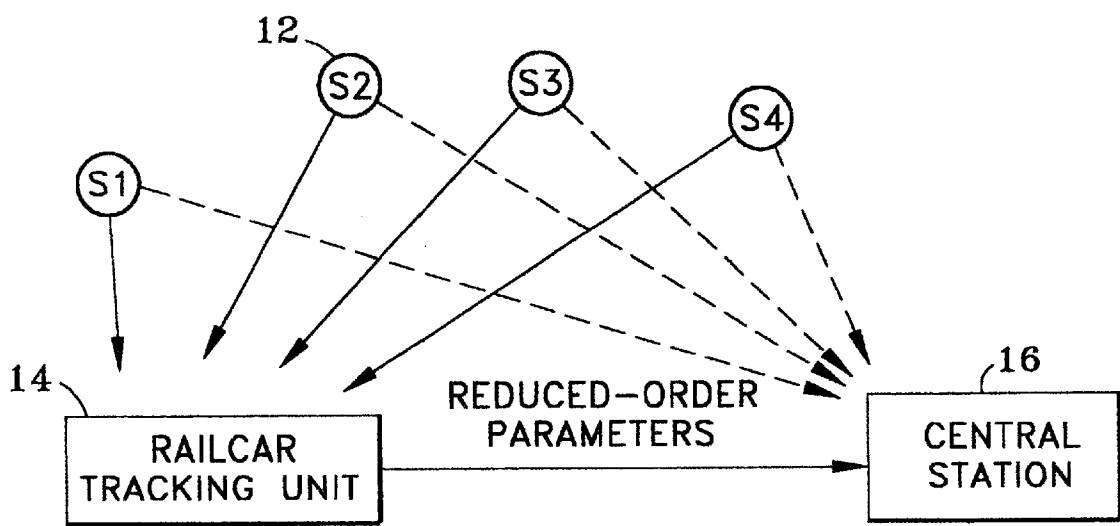 12
S2
S3
S4
S1
14
16
REDUCED-ORDER
PARAMETERS
RAILCAR
TRACKING UNIT
CENTRAL
STATION